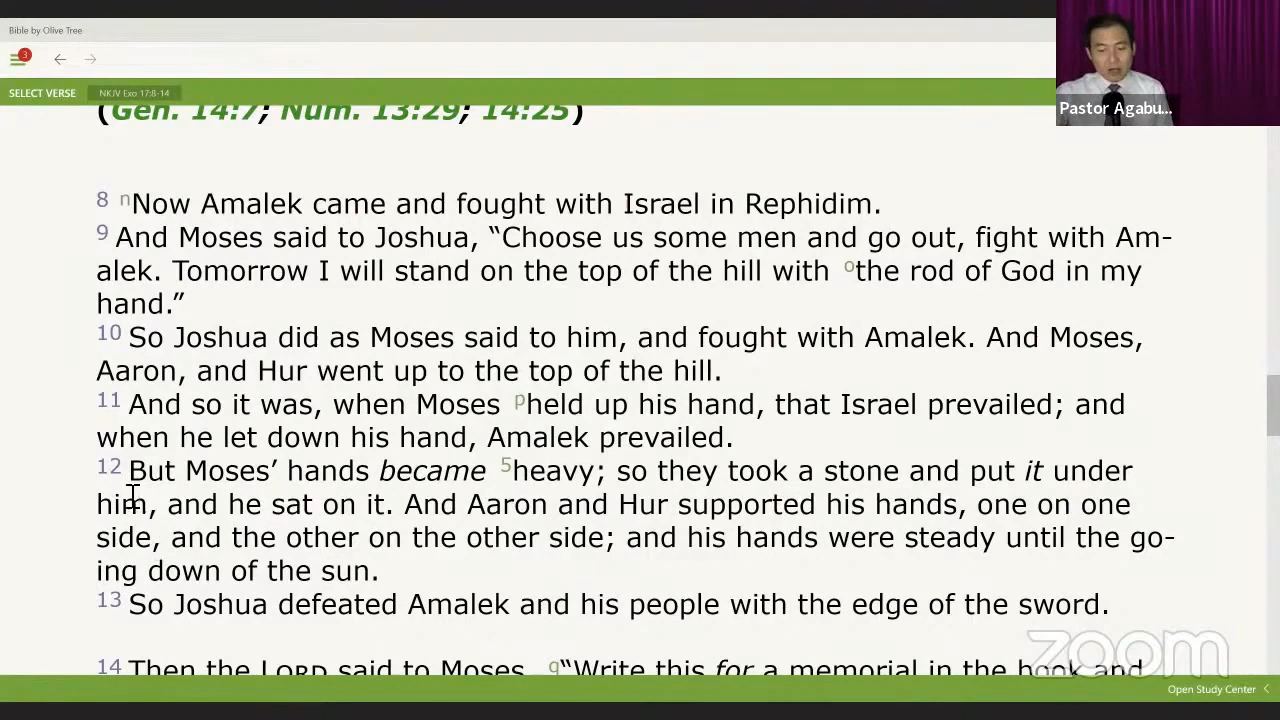 Bible by Olive Tree
3
SELECT VERSE NKJV Exo 17:8-14
(Gen. 14:7; Num. 13:29; 14:25)
Pastor Agabu...
8 nNow Amalek came and fought with Israel in Rephidim.
9 And Moses said to Joshua, “Choose us some men and go out, fight with Am-
alek. Tomorrow I will stand on the top of the hill with othe rod of God in my
hand.”
10 So Joshua did as Moses said to him, and fought with Amalek. And Moses,
Aaron, and Hur went up to the top of the hill.
11 And so it was, when Moses pheld up his hand, that Israel prevailed; and
when he let down his hand, Amalek prevailed.
12 But Moses’ hands became 5heavy; so they took a stone and put it under
him, and he sat on it. And Aaron and Hur supported his hands, one on one
side, and the other on the other side; and his hands were steady until the go-
ing down of the sun.
13 So Joshua defeated Amalek and his people with the edge of the sword.
14 Then the LORD said to Moses, q“Write this for a memorial in the book and
zoom
Open Study Center